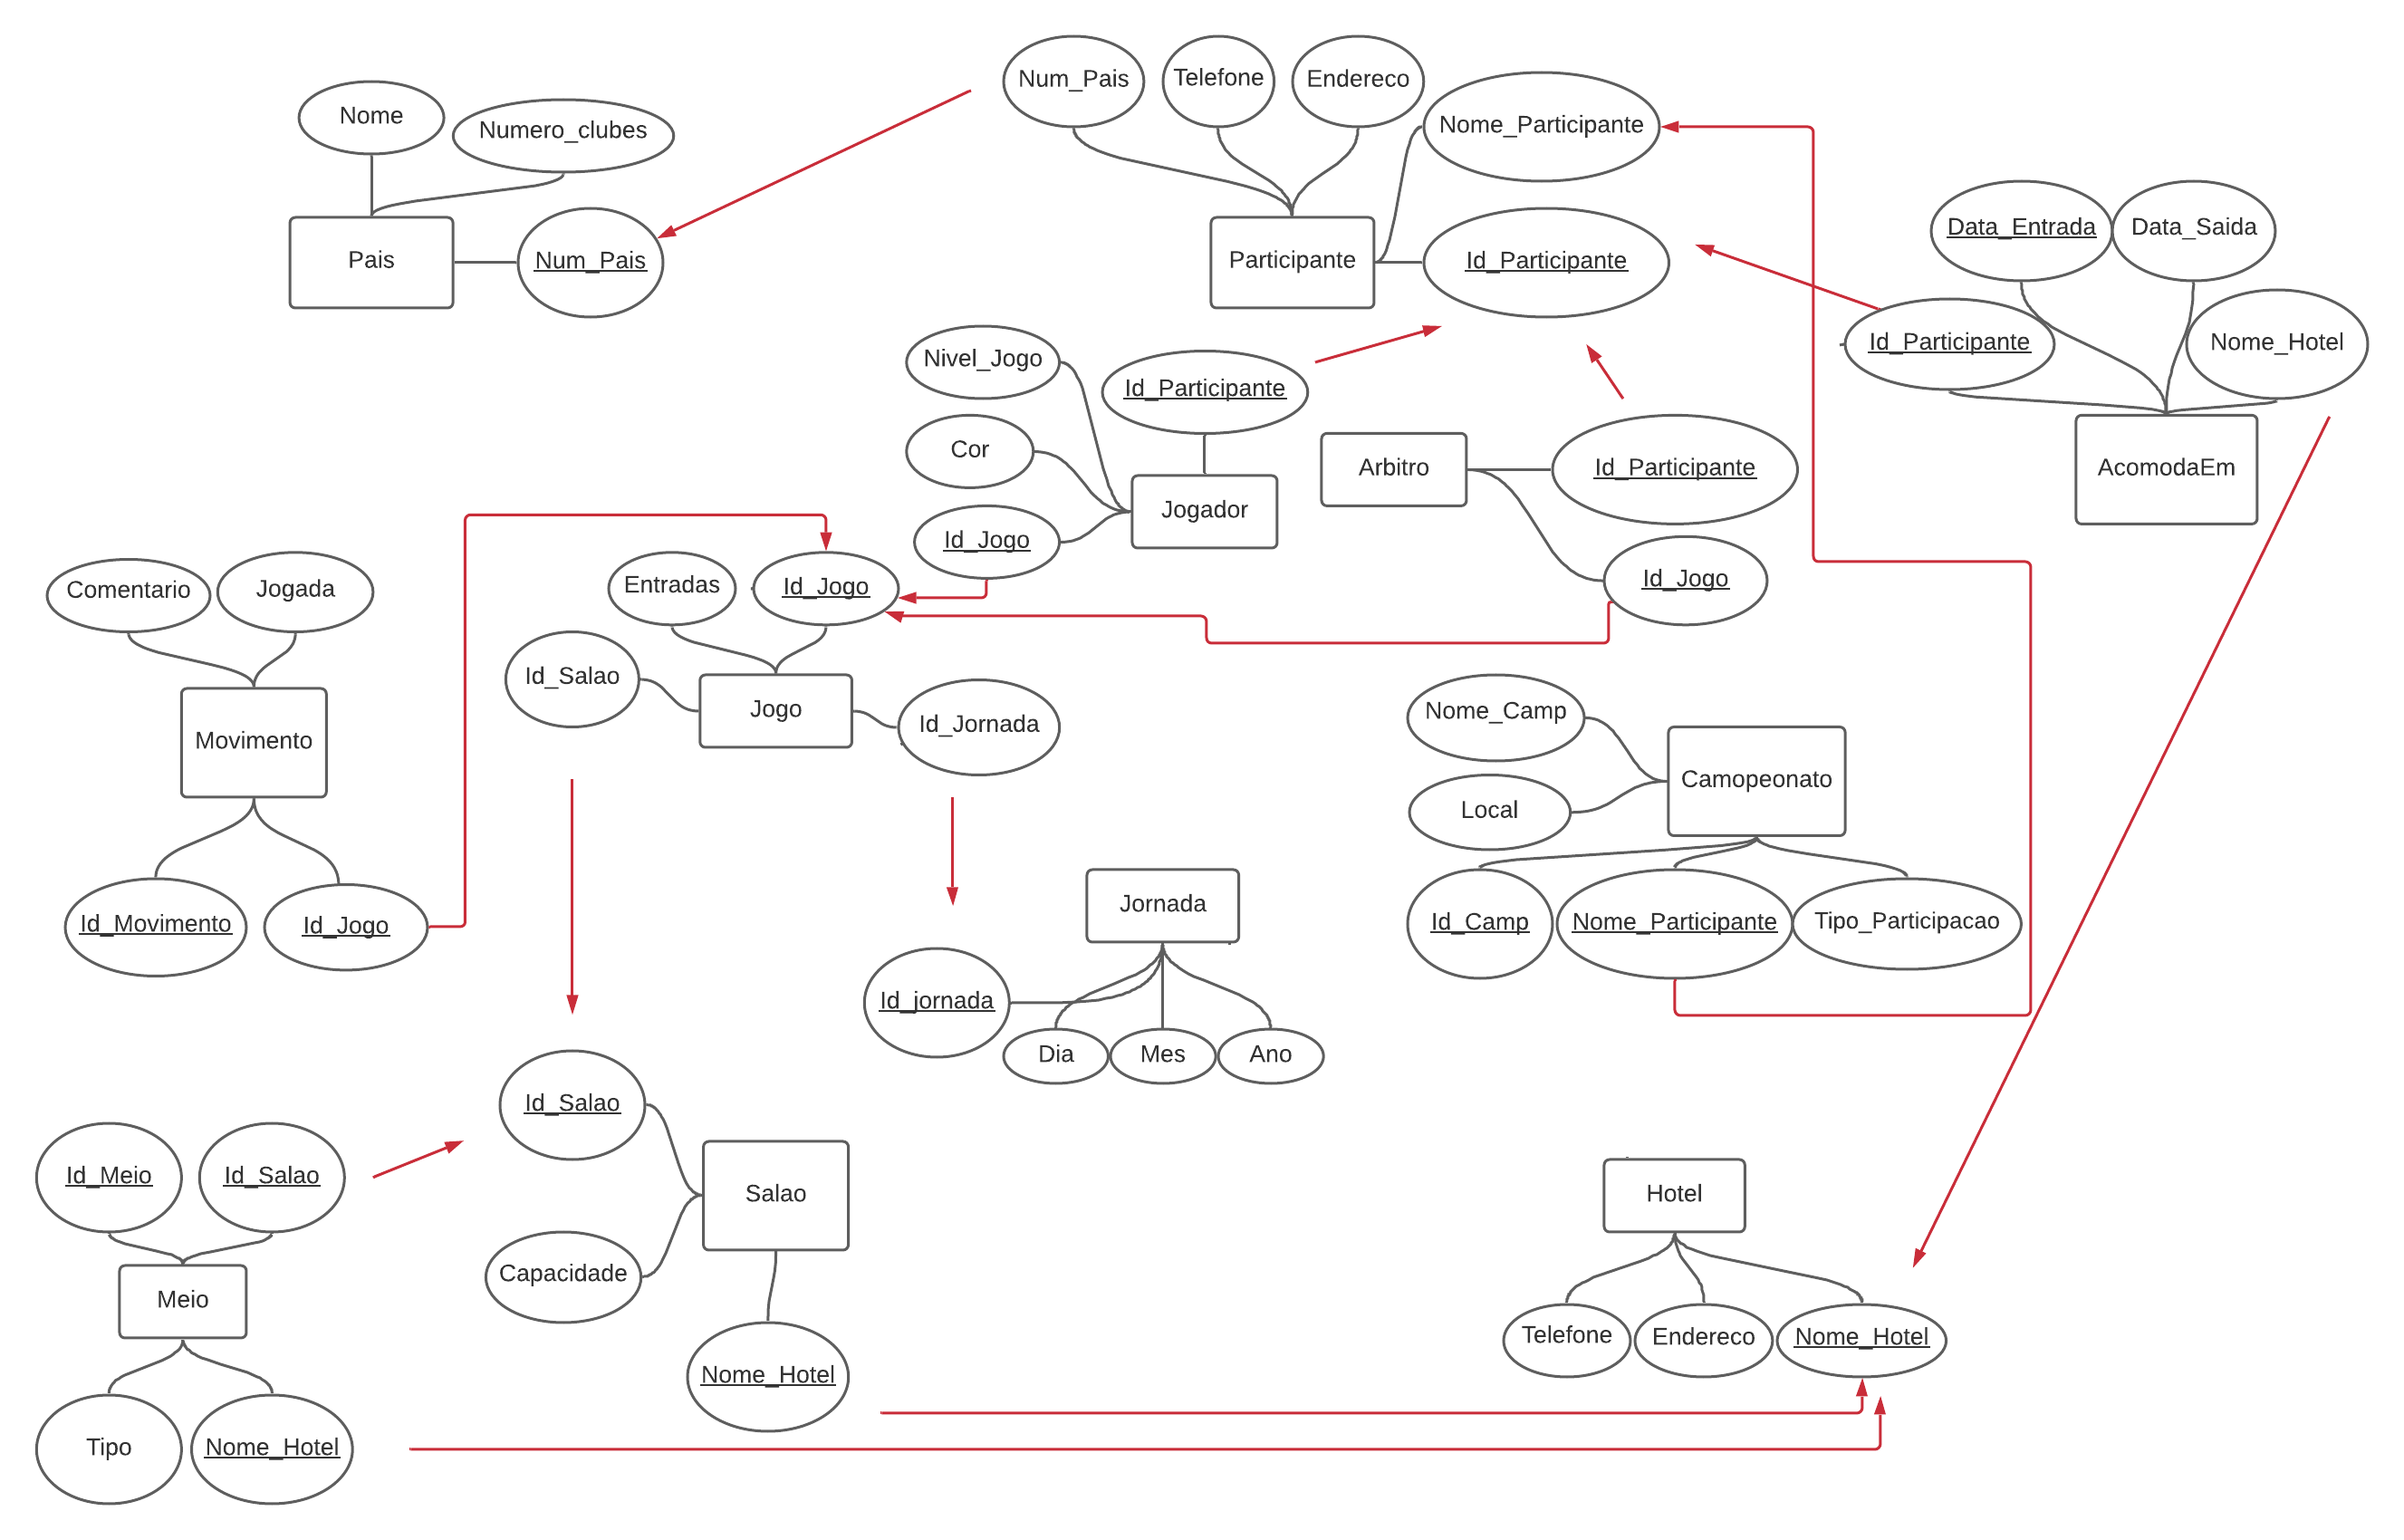 Num_Pais
Telefone
Endereco
Nome_Participante
Nome
Numero_clubes
Pais
Num_Pais
Participante
Id_Participante
Data_Entrada
Data_Saida
Id_Participante
Nome_Hotel
AcomodaEm
Nivel_Jogo
Id_Participante
Cor
Id_Jogo
Jogador
Arbitro
Id_Participante
Id_Jogo
Comentario
Jogada
Entradas
Id_Jogo
Id_Salao
Jogo
Id_Jornada
Movimento
Id_Movimento
Id_Jogo
Nome_Camp
Camopeonato
Local
Id_Camp
Nome_Participante
Tipo_Participacao
Jornada
Id_jornada
Dia
Mes
Ano
Id_Salao
Salao
Capacidade
Nome_Hotel
Id_Meio
Id_Salao
Meio
Tipo
Nome_Hotel
Hotel
Telefone
Endereco
Nome_Hotel